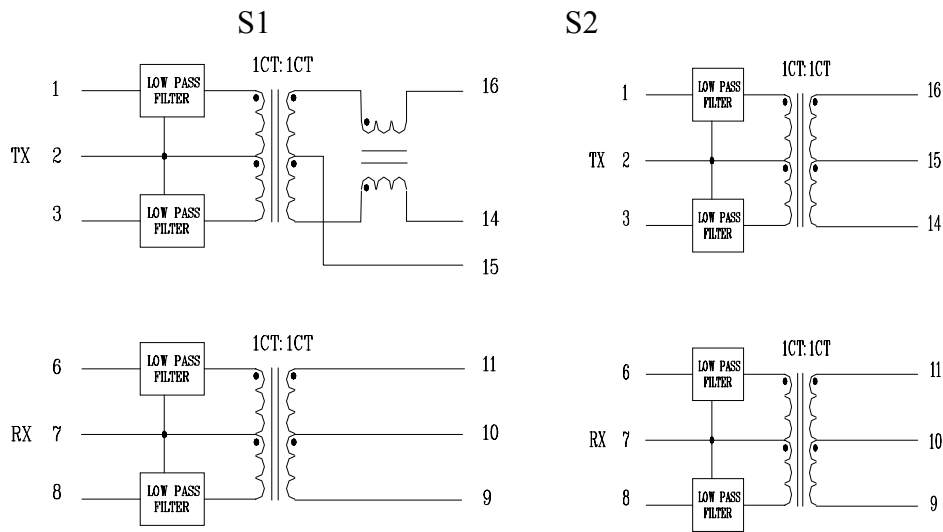 S1
1CT:1CT
1
LOW PASS
FILTER
16
TX 2
3
LOW PASS
FILTER
14
15
1CT:1CT
6
LOW PASS
FILTER
11
RX 7
10
8
LOW PASS
FILTER
9
S2
1CT:1CT
1
LOW PASS
FILTER
16
TX 2
15
3
LOW PASS
FILTER
14
1CT:1CT
6
LOW PASS
FILTER
11
RX 7
10
8
LOW PASS
FILTER
9